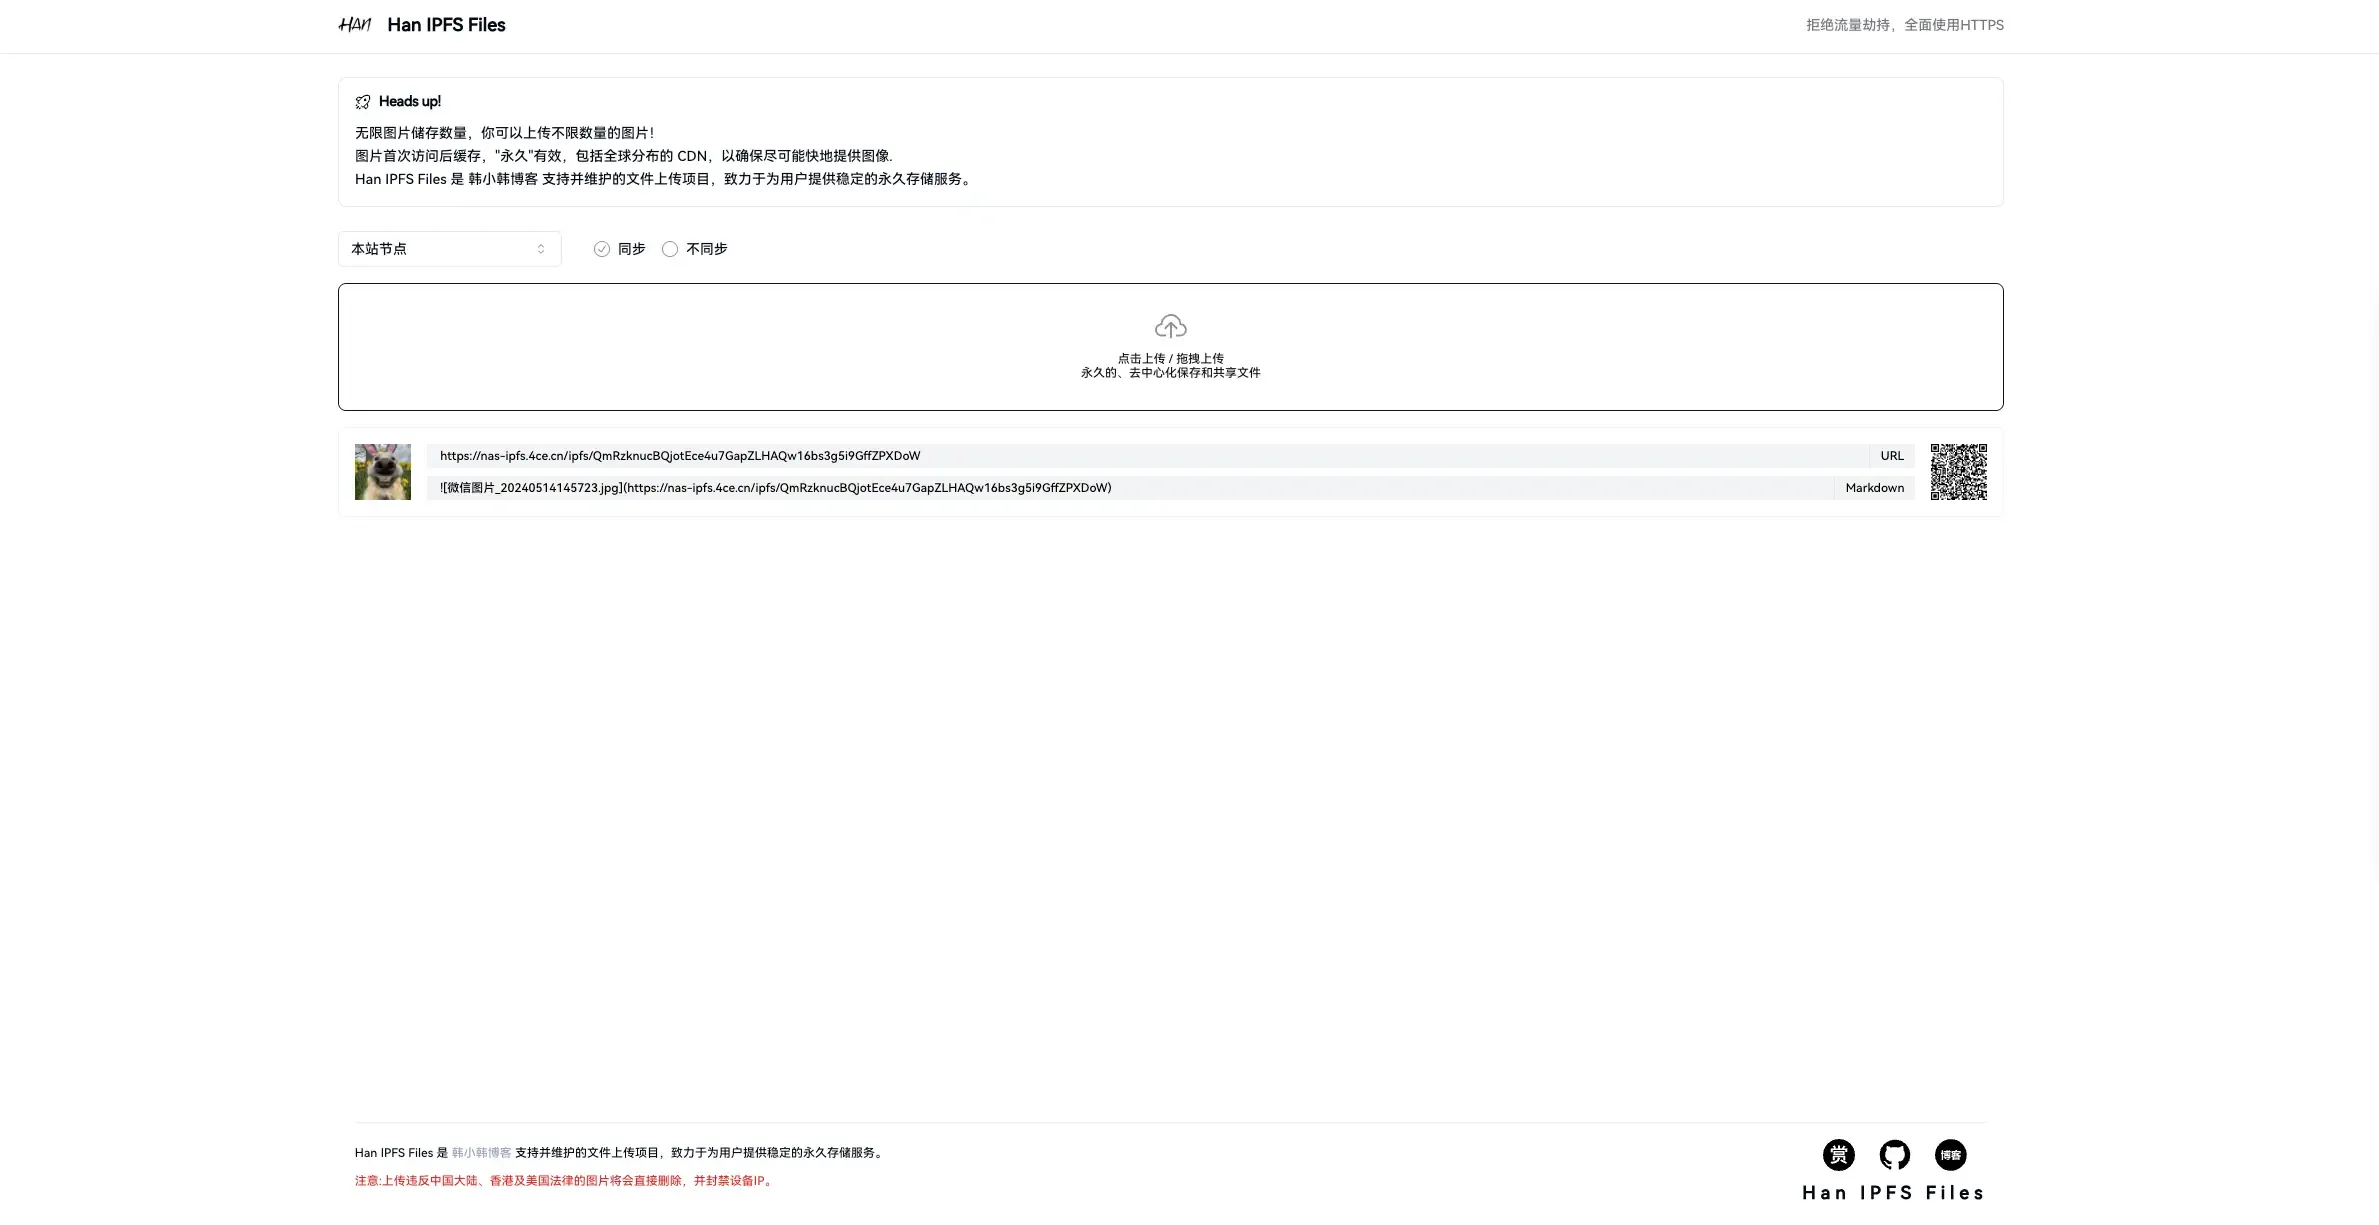 HAN Han IPFS Files
拒绝流量劫持，全面使用HTTPS
Heads up!
无限图片储存数量，你可以上传不限数量的图片！
图片首次访问后缓存，"永久"有效，包括全球分布的 CDN，以确保尽可能快地提供图像.
Han IPFS Files 是 韩小韩博客 支持并维护的文件上传项目，致力于为用户提供稳定的永久存储服务。
本站节点
同步
不同步
点击上传 / 拖拽上传
永久的、去中心化保存和共享文件
https://nas-ipfs.4ce.cn/ipfs/QmRzknucBQjotEce4u7GapZLHAQw16bs3g5i9GffZPXDoW
URL
![微信图片_20240514145723.jpg](https://nas-ipfs.4ce.cn/ipfs/QmRzknucBQjotEce4u7GapZLHAQw16bs3g5i9GffZPXDoW)
Markdown
Han IPFS Files 是 韩小韩博客 支持并维护的文件上传项目，致力于为用户提供稳定的永久存储服务。
注意:上传违反中国大陆、香港及美国法律的图片将会直接删除，并封禁设备IP。
赏
博客
Han IPFS Files